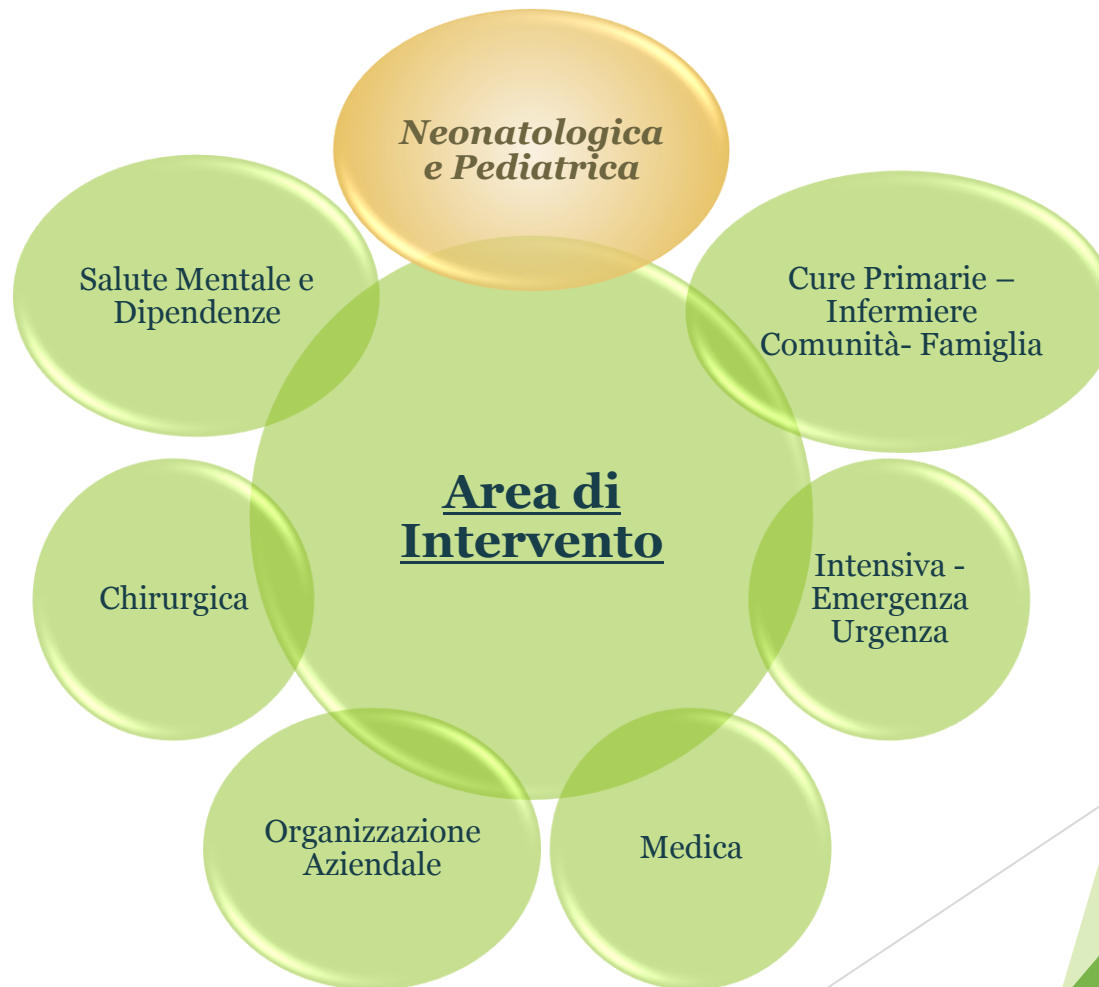 Neonatologica
e Pediatrica
Salute Mentale e
Dipendenze
Cure Primarie –
Infermiere
Comunità- Famiglia
Area di
Intervento
Chirurgica
Intensiva -
Emergenza
Urgenza
Organizzazione
Aziendale
Medica